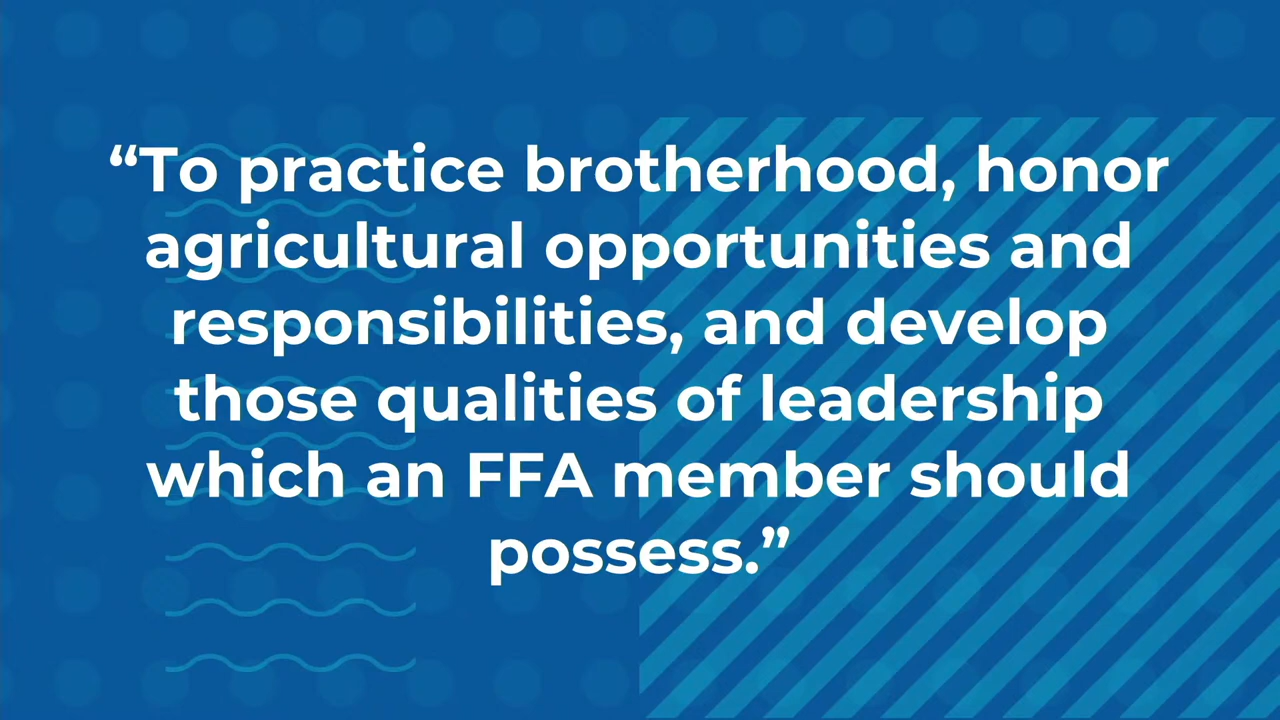 “To practice brotherhood, honor
agricultural opportunities and
responsibilities, and develop
those qualities of leadership
which an FFA member should
possess.”